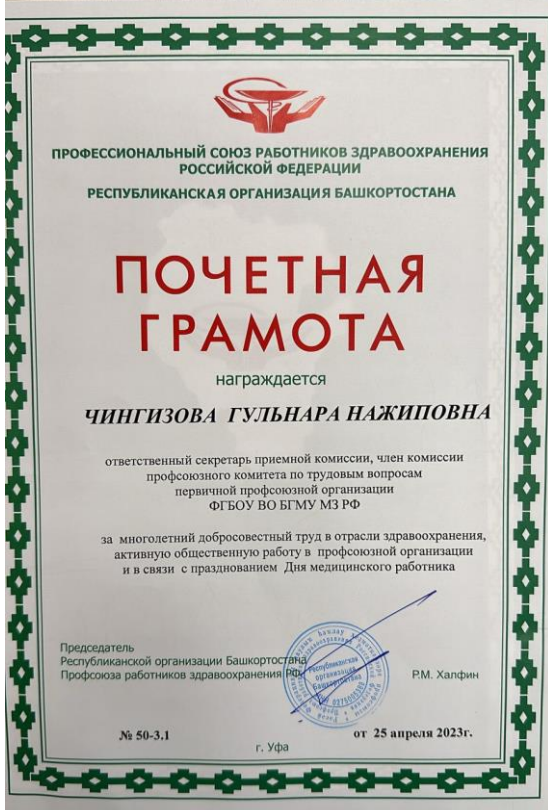 ПРОФЕССИОНАЛЬНЫЙ СОЮЗ РАБОТНИКОВ ЗДРАВООХРАНЕНИЯ
РОССИЙСКОЙ ФЕДЕРАЦИИ
РЕСПУБЛИКАНСКАЯ ОРГАНИЗАЦИЯ БАШКОРТОСТАНА
ПОЧЕТНАЯ
ГРАМОТА
награждается
ЧИНГИЗОВА ГУЛЬНАРА НАЖИПОВНА
ответственный секретарь приемной комиссии, член комиссии
профсоюзного комитета по трудовым вопросам
первичной профсоюзной организации
ФГБОУ ВО БГМУ МЗ РФ
за многолетний добросовестный труд в отрасли здравоохранения,
активную общественную работу в профсоюзной организации
и в связи с празднованием Дня медицинского работника
Председатель
Республиканской организации Башкортостана
Профсоюза работников здравоохранения РФ
Р.М. Халфин
Республиканская
организация
Башкортостана
№ 50-3.1
от 25 апреля 2023г.
г. Уфа